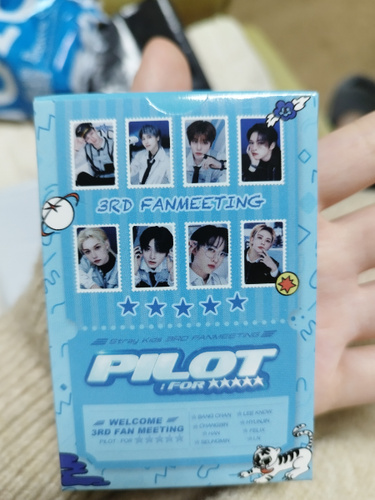 3RD FANMEETING
Stray Kids 3RD FANMEETING
PILOT
: FOR ★★★★★
WELCOME
3RD FAN MEETING
PILOT : FOR ☆☆☆☆☆
BANG CHAN
LEE KNOW
CHANGBIN
HYUNJIN
HAN
FELIX
SEUNGMIN
I.N